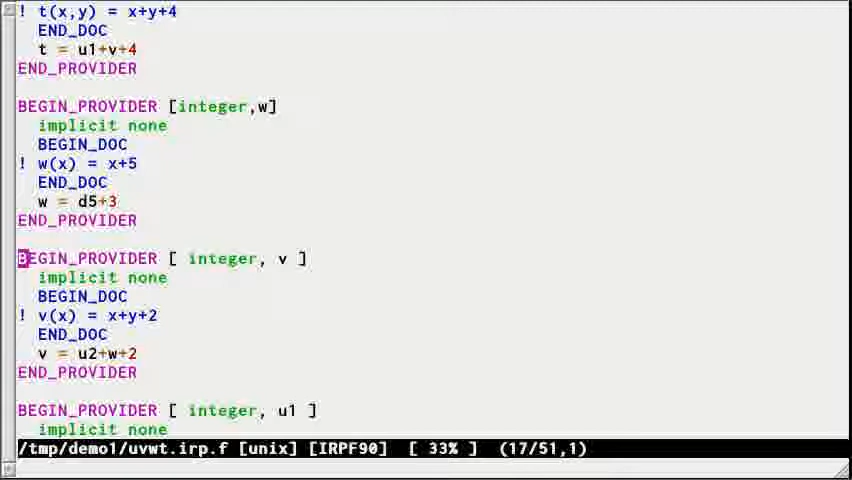 ! t(x,y) = x+y+4
  END_DOC
  t = u1+v+4
END_PROVIDER

BEGIN_PROVIDER [integer,w]
  implicit none
  BEGIN_DOC
! w(x) = x+5
  END_DOC
  w = d5+3
END_PROVIDER

BEGIN_PROVIDER [ integer, v ]
  implicit none
  BEGIN_DOC
! v(x) = x+y+2
  END_DOC
  v = u2+w+2
END_PROVIDER

BEGIN_PROVIDER [ integer, u1 ]
  implicit none
/tmp/demo1/uvwt.irp.f [unix] [IRPF90]  [ 33% ]  (17/51,1)